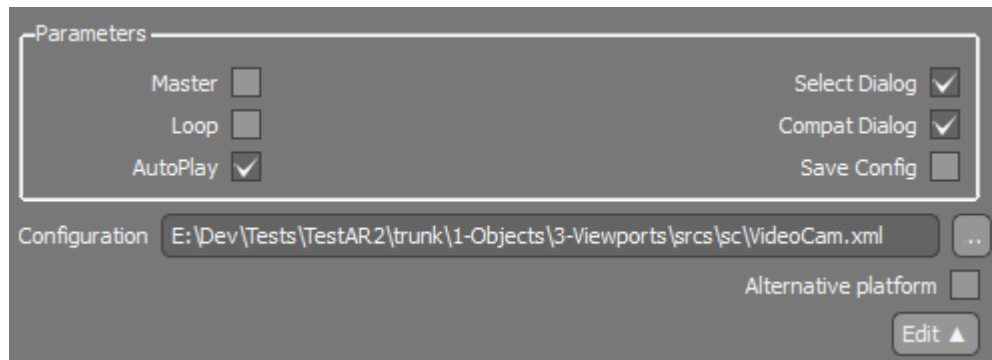 Parameters
Master
Select Dialog
Loop
Compat Dialog
AutoPlay
Save Config
Configuration E:\Dev\Tests\TestAR2\trunk\1-Objects\3-Viewports\srcs\sc\VideoCam.xml ...
Alternative platform
Edit ▲